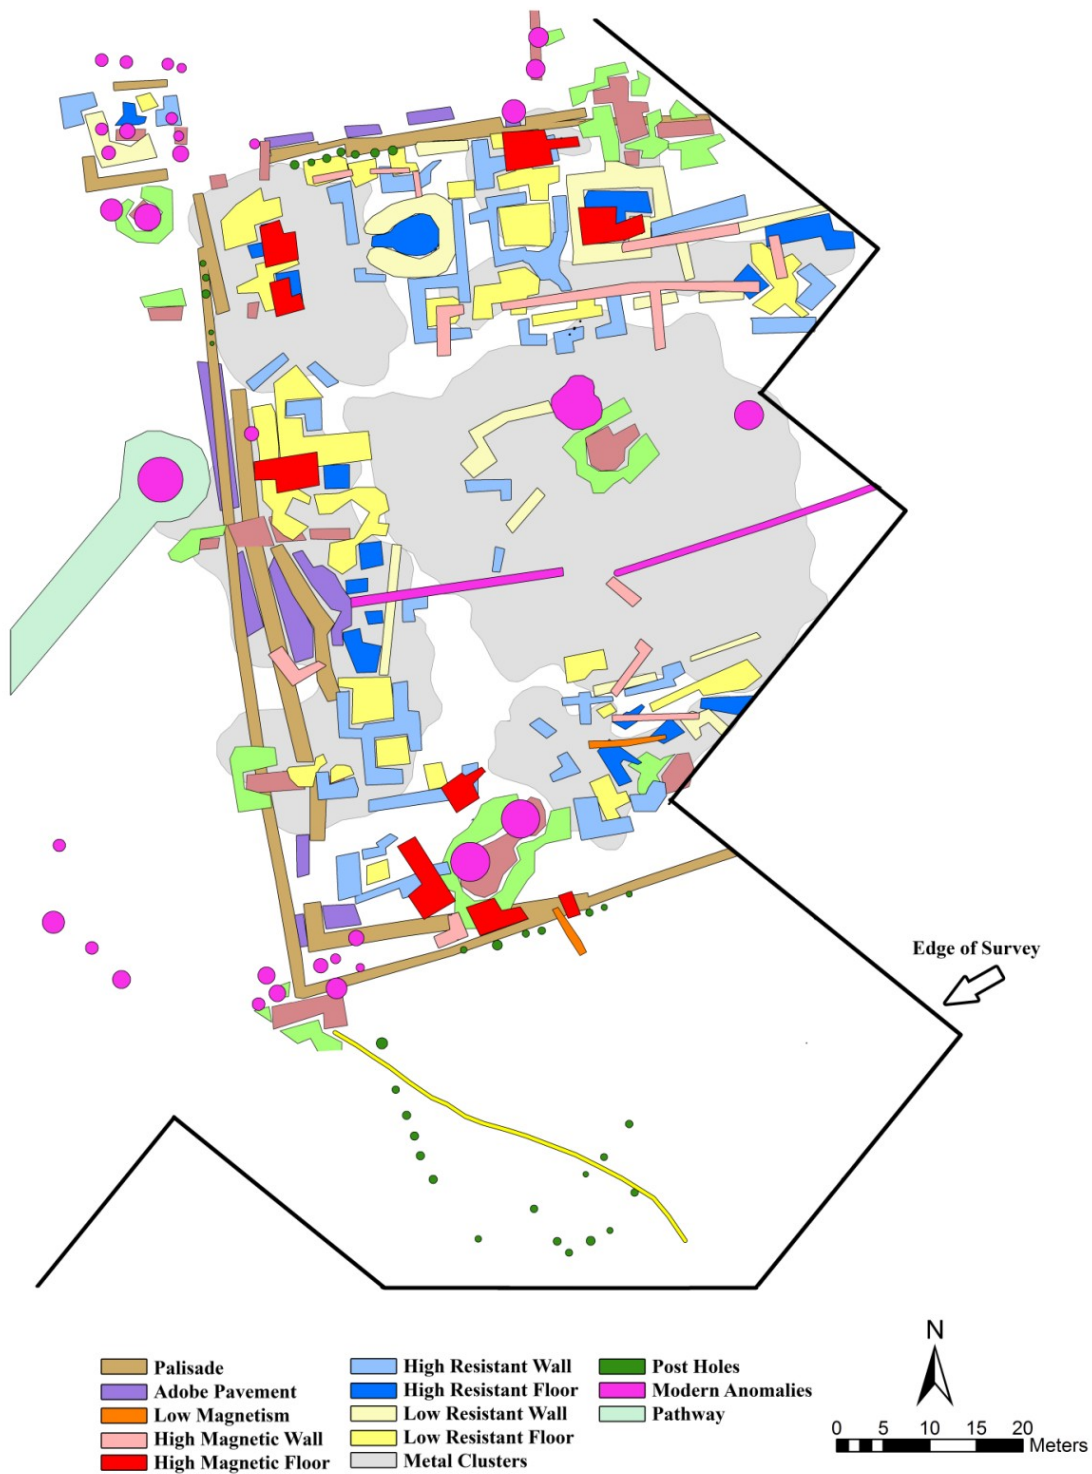 Edge of Survey
N
Palisade
Adobe Pavement
Low Magnetism
High Magnetic Wall
High Magnetic Floor
High Resistant Wall
High Resistant Floor
Low Resistant Wall
Low Resistant Floor
Metal Clusters
Post Holes
Modern Anomalies
Pathway
0 5 10 15 20
Meters